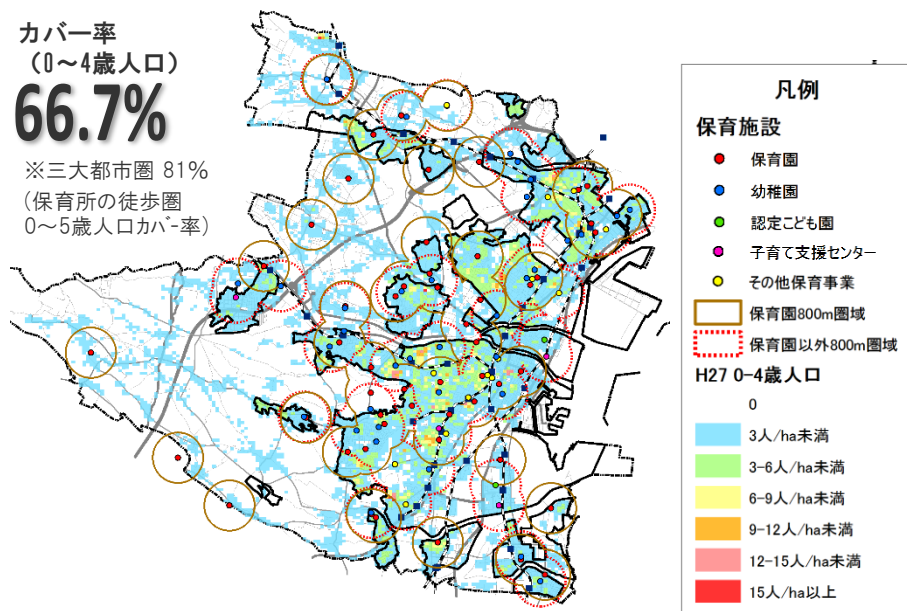 カバー率
（0～4歳人口）
66.7%
※三大都市圏 81%
(保育所の徒歩圏
0～5歳人口カバｰ率)
凡例
保育施設
保育園
幼稚園
認定こども園
子育て支援センター
その他保育事業
保育園800m圏域
保育園以外800m圏域
H27 0-4歳人口
0
3人/ha未満
3-6人/ha未満
6-9人/ha未満
9-12人/ha未満
12-15人/ha未満
15人/ha以上